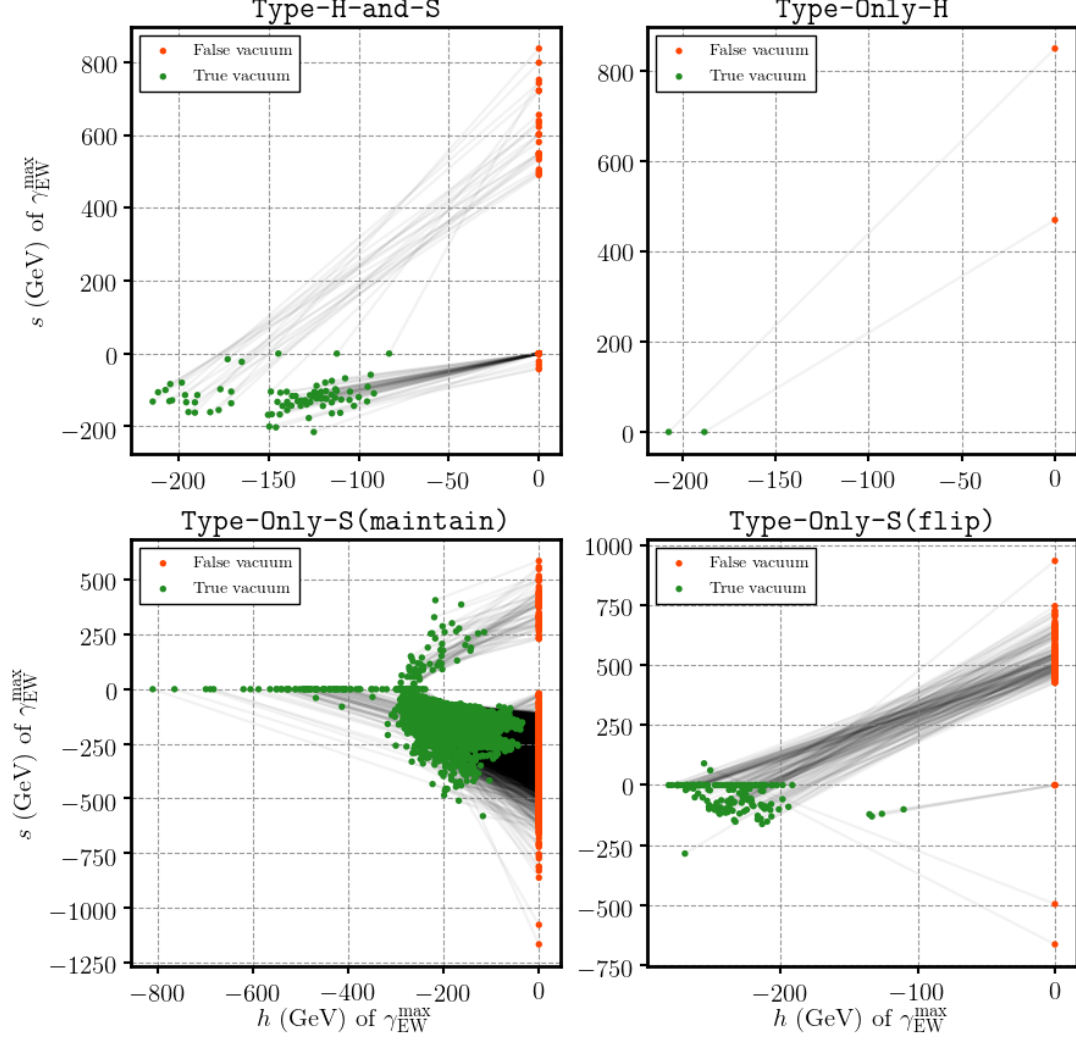 Type-H-and-S
Type-Only-H
False vacuum
True vacuum
False vacuum
True vacuum
800
600
400
200
0
−200
800
600
400
200
0
s (GeV) of γ_EW^max
−200
−150
−100
−50
0
−200
−150
−100
−50
0
Type-Only-S(maintain)
Type-Only-S(flip)
False vacuum
True vacuum
False vacuum
True vacuum
500
250
0
−250
−500
−750
−1000
−1250
1000
750
500
250
0
−250
−500
−750
s (GeV) of γ_EW^max
−800
−600
−400
−200
0
−200
−100
0
h (GeV) of γ_EW^max
h (GeV) of γ_EW^max